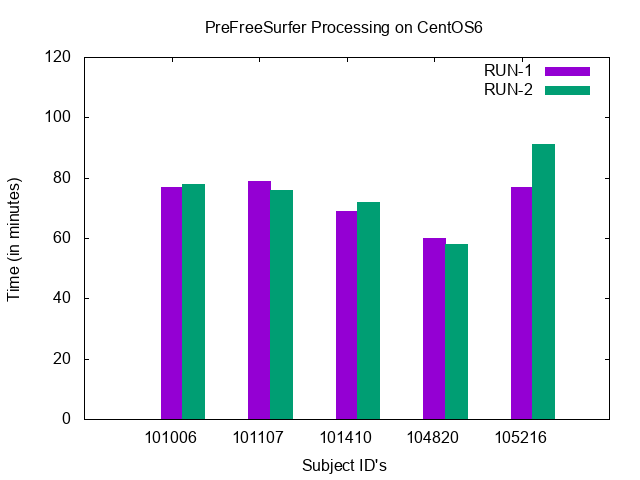 PreFreeSurfer Processing on CentOS6
120
100
80
60
40
20
0
Time (in minutes)
RUN-1
RUN-2
101006 101107 101410 104820 105216
Subject ID's